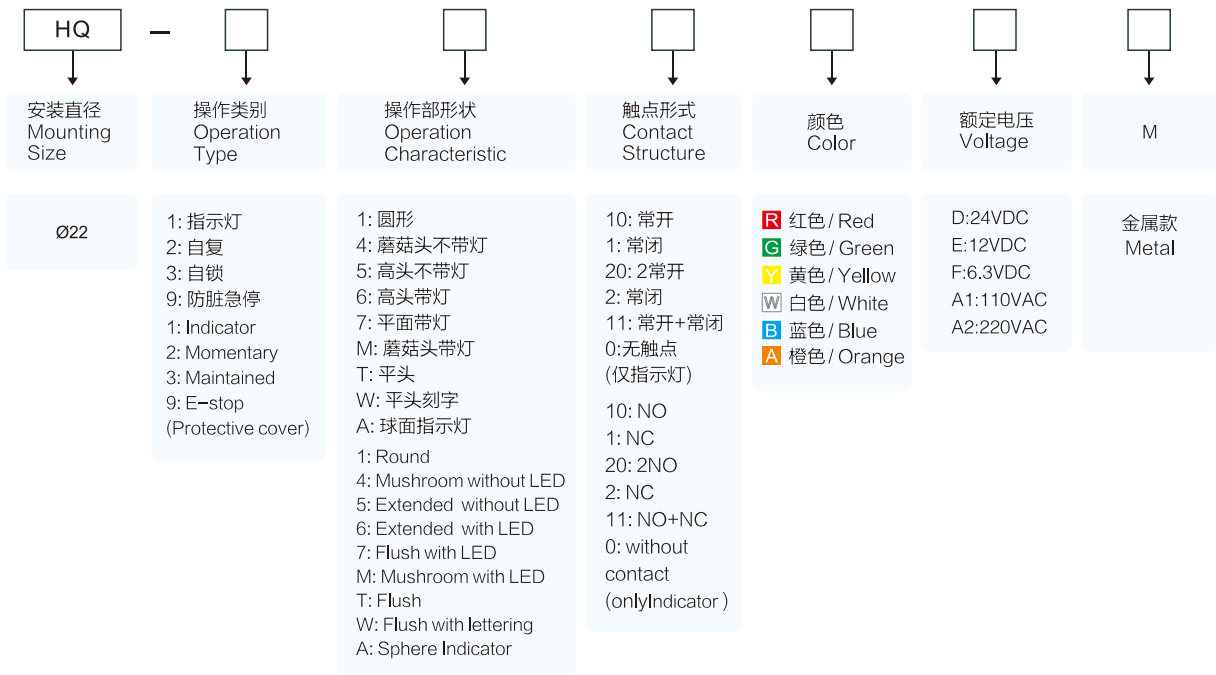 HQ
安装直径
Mounting
Size
操作类别
Operation
Type
操作部形状
Operation
Characteristic
触点形式
Contact
Structure
颜色
Color
额定电压
Voltage
M
Ø22
1: 指示灯
2: 自复
3: 自锁
9: 防脏急停
1: Indicator
2: Momentary
3: Maintained
9: E-stop
(Protective cover)
1: 圆形
4: 蘑菇头不带灯
5: 高头不带灯
6: 高头带灯
7: 平面带灯
M: 蘑菇头带灯
T: 平头
W: 平头刻字
A: 球面指示灯
1: Round
4: Mushroom without LED
5: Extended without LED
6: Extended with LED
7: Flush with LED
M: Mushroom with LED
T: Flush
W: Flush with lettering
A: Sphere Indicator
10: 常开
1: 常闭
20: 2常开
2: 常闭
11: 常开+常闭
0:无触点
(仅指示灯)
10: NO
1: NC
20: 2NO
2: NC
11: NO+NC
0: without
contact
(onlyIndicator )
R 红色 / Red
G 绿色 / Green
Y 黄色 / Yellow
W 白色 / White
B 蓝色 / Blue
A 橙色 / Orange
D:24VDC
E:12VDC
F:6.3VDC
A1:110VAC
A2:220VAC
金属款
Metal